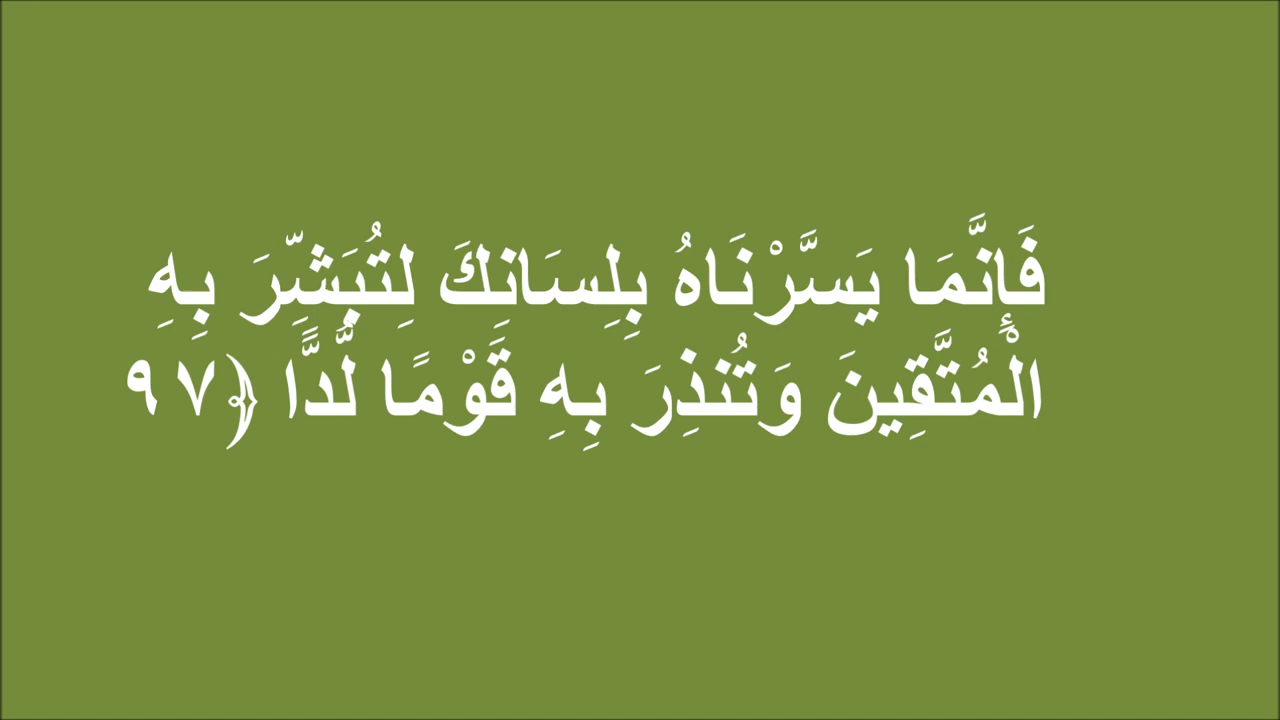 فَإِنَّمَا يَسَّرْنَاهُ بِلِسَانِكَ لِتُبَشِّرَ بِهِ
الْمُتَّقِينَ وَتُنذِرَ بِهِ قَوْمًا لُّدًّا ﴿٩٧